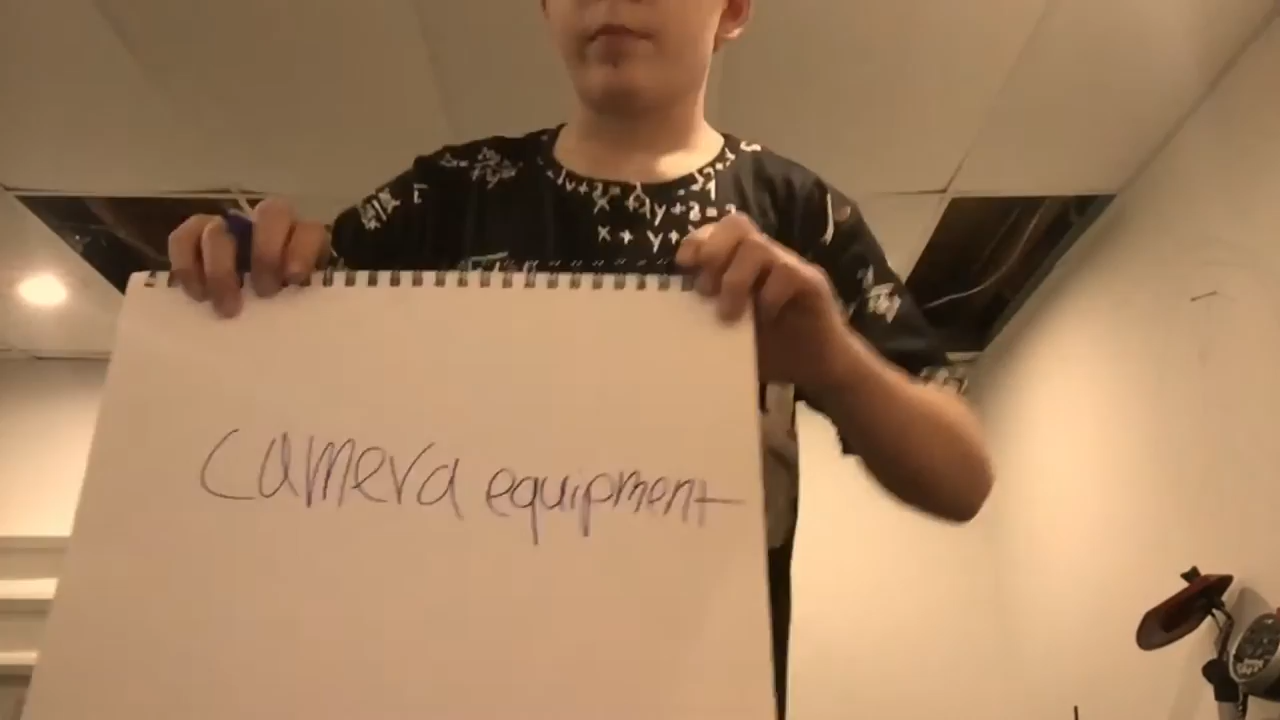 camera equipment
x + y +